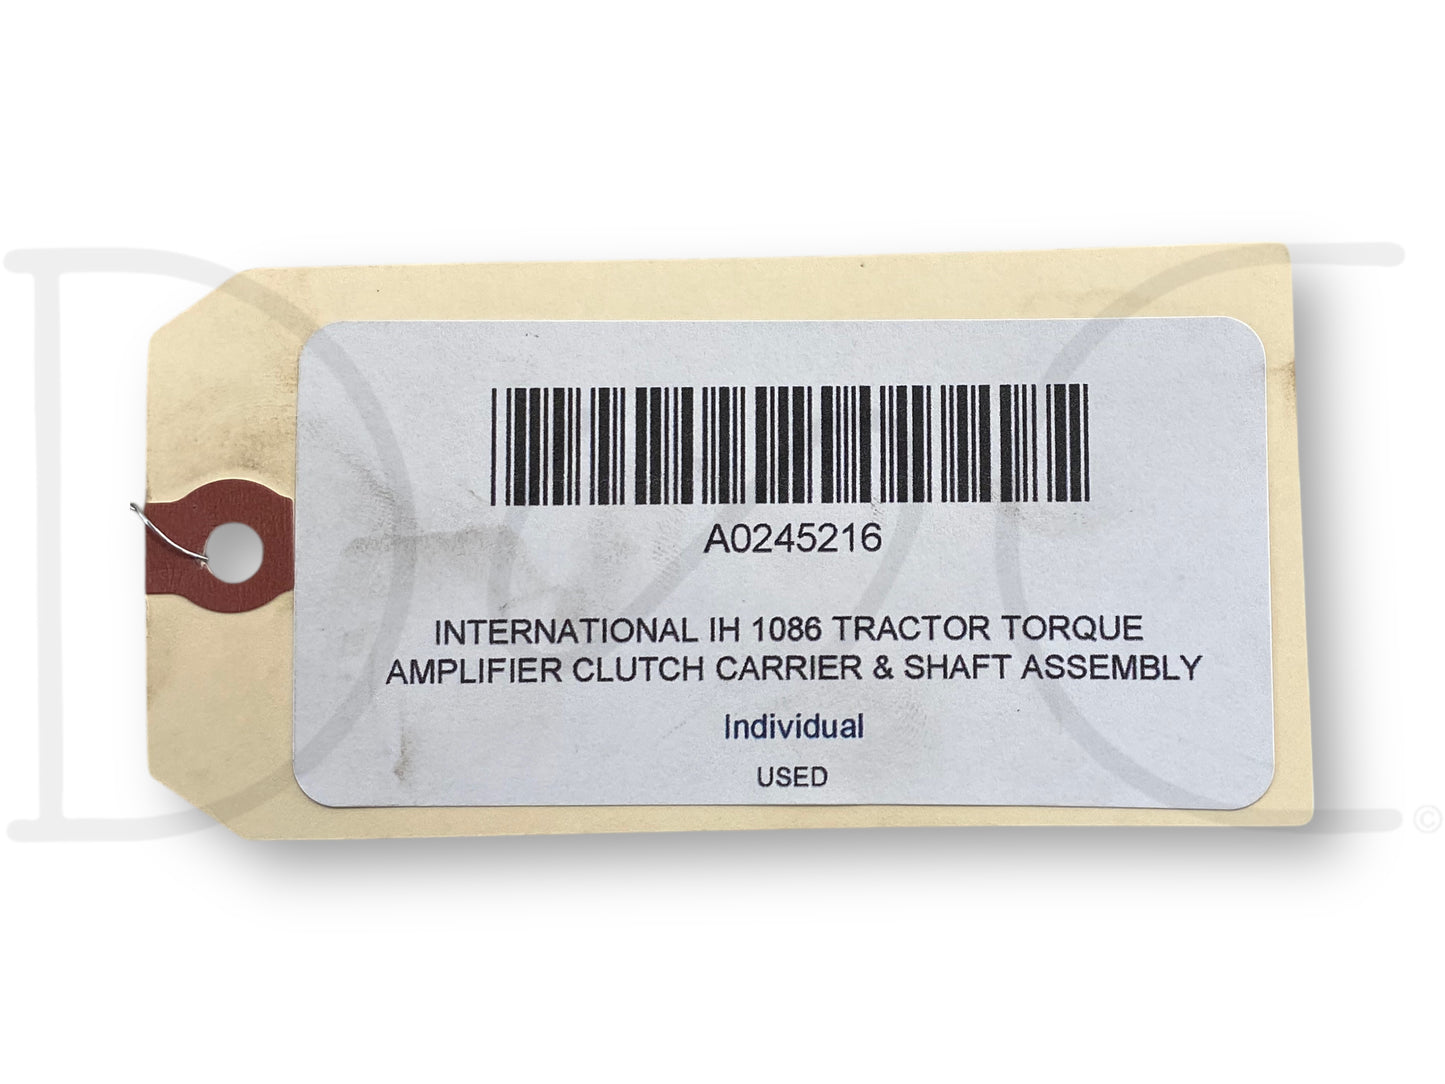 A0245216
INTERNATIONAL IH 1086 TRACTOR TORQUE
AMPLIFIER CLUTCH CARRIER & SHAFT ASSEMBLY
Individual
USED
©